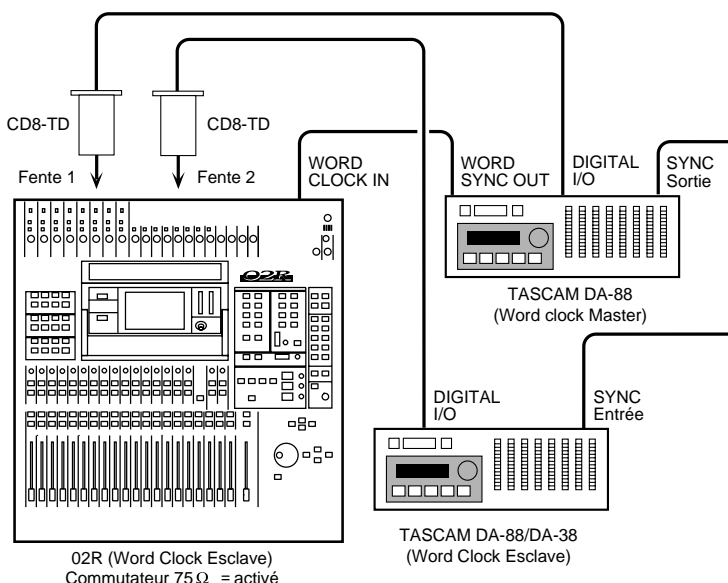 CD8-TD
CD8-TD
Fente 1
Fente 2
WORD
CLOCK IN
WORD
SYNC OUT
DIGITAL
I/O
SYNC
Sortie
02R
TASCAM DA-88
(Word clock Master)
DIGITAL
I/O
SYNC
Entrée
TASCAM DA-88/DA-38
(Word Clock Esclave)
02R (Word Clock Esclave)
Commutateur 75 Ω = activé